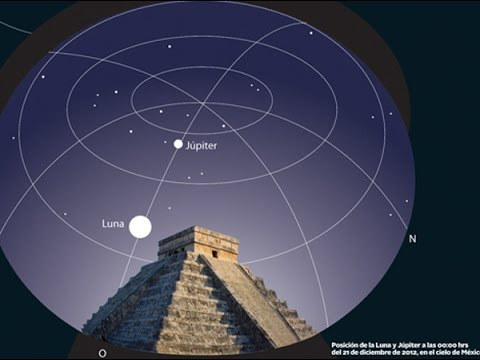 Júpiter
Luna
N
O
Posición de la Luna y Júpiter a las 00:00 hrs
del 21 de diciembre de 2012, en el cielo de Méxic